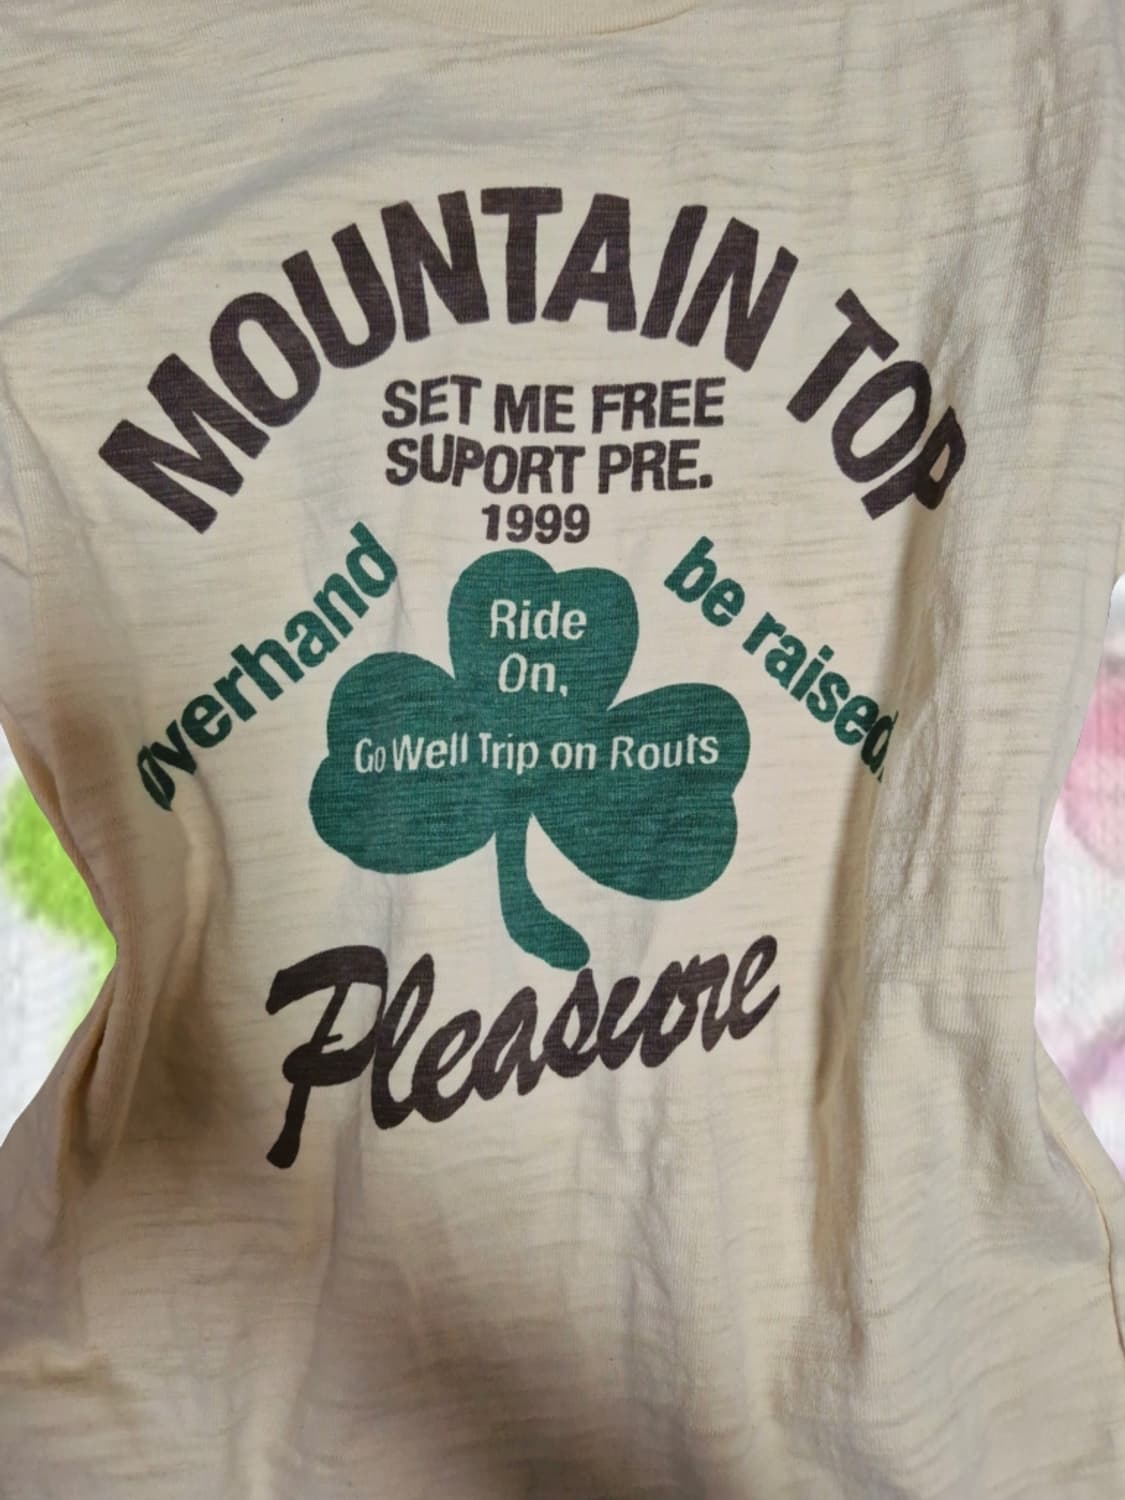 MOUNTAIN TOP
SET ME FREE
SUPORT PRE.
1999
overhand
be raised.
Ride
On,
Go Well Trip on Routs
Pleasure